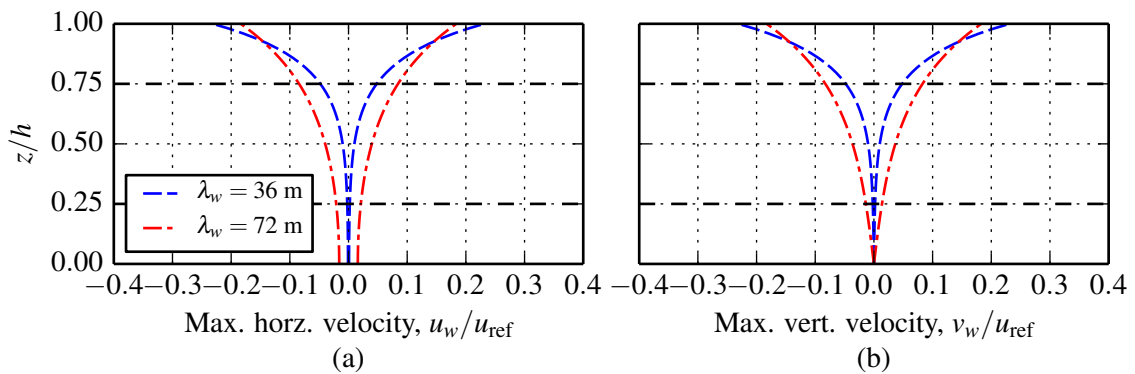 1.00
0.75
0.50
0.25
0.00
z/h
λw = 36 m
λw = 72 m
−0.4−0.3−0.2−0.1 0.0 0.1 0.2 0.3 0.4
Max. horz. velocity, uw/uref
(a)
−0.4−0.3−0.2−0.1 0.0 0.1 0.2 0.3 0.4
Max. vert. velocity, vw/uref
(b)